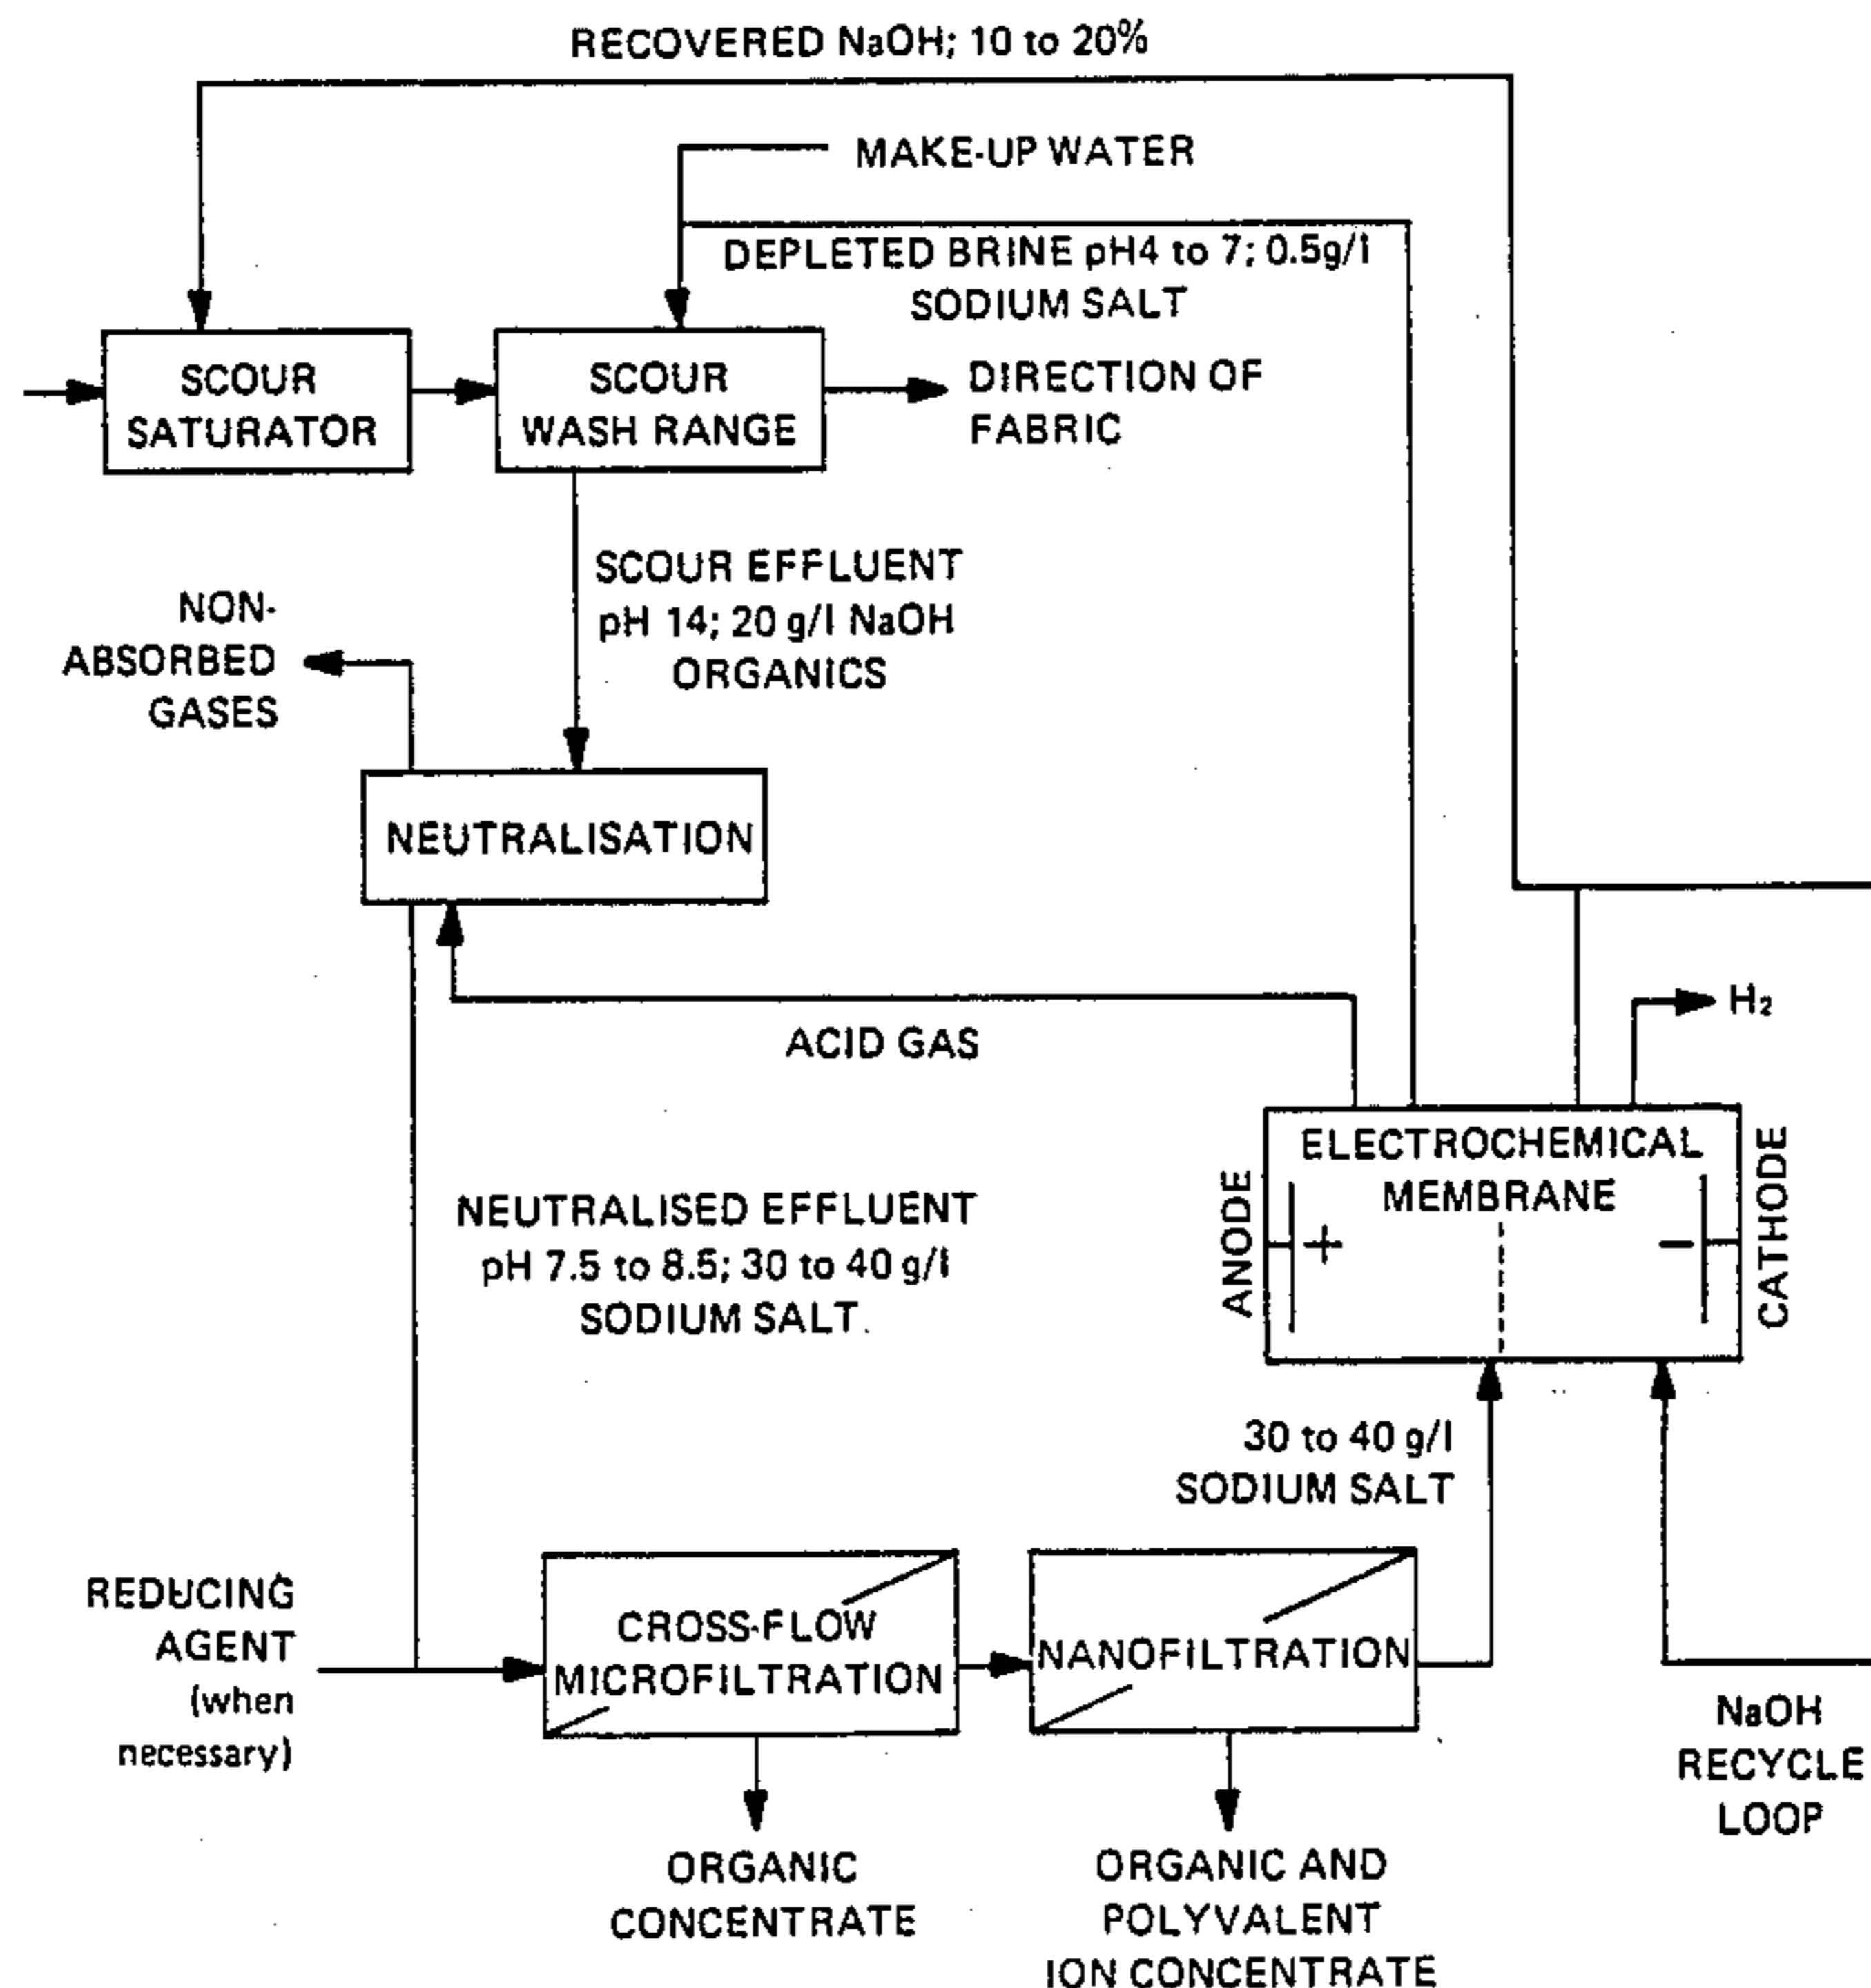 RECOVERED NaOH; 10 to 20%
MAKE-UP WATER
DEPLETED BRINE pH4 to 7; 0.5g/l
SODIUM SALT
SCOUR
SATURATOR
SCOUR
WASH RANGE
DIRECTION OF
FABRIC
SCOUR EFFLUENT
pH 14; 20 g/l NaOH
ORGANICS
NON-
ABSORBED
GASES
NEUTRALISATION
ACID GAS
H₂
ELECTROCHEMICAL
MEMBRANE
ANODE
+
−
CATHODE
NEUTRALISED EFFLUENT
pH 7.5 to 8.5; 30 to 40 g/l
SODIUM SALT
30 to 40 g/l
SODIUM SALT
REDUCING
AGENT
(when
necessary)
CROSS-FLOW
MICROFILTRATION
NANOFILTRATION
NaOH
RECYCLE
LOOP
ORGANIC
CONCENTRATE
ORGANIC AND
POLYVALENT
ION CONCENTRATE